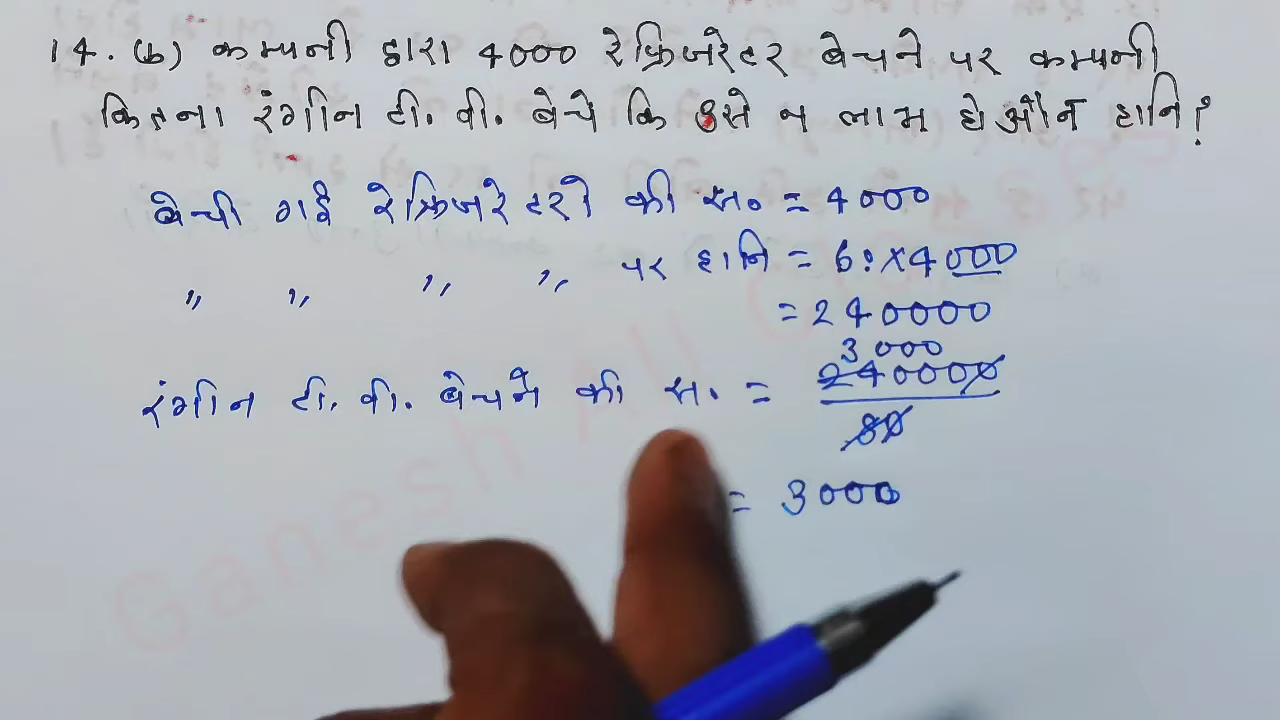 14. (b) कम्पनी द्वारा 4000 रेफ्रिजरेटर बेचने पर कम्पनी
कितना रंगीन टी. वी. बेचे कि उसे न लाभ हो और न हानि?
बेची गई रेफ्रिजरेटरो की स० = 4000
,, ,, ,, ,, पर हानि = 60×4000
= 240000
3000
रंगीन टी. वी. बेचने की स. = 240000
80
= 3000